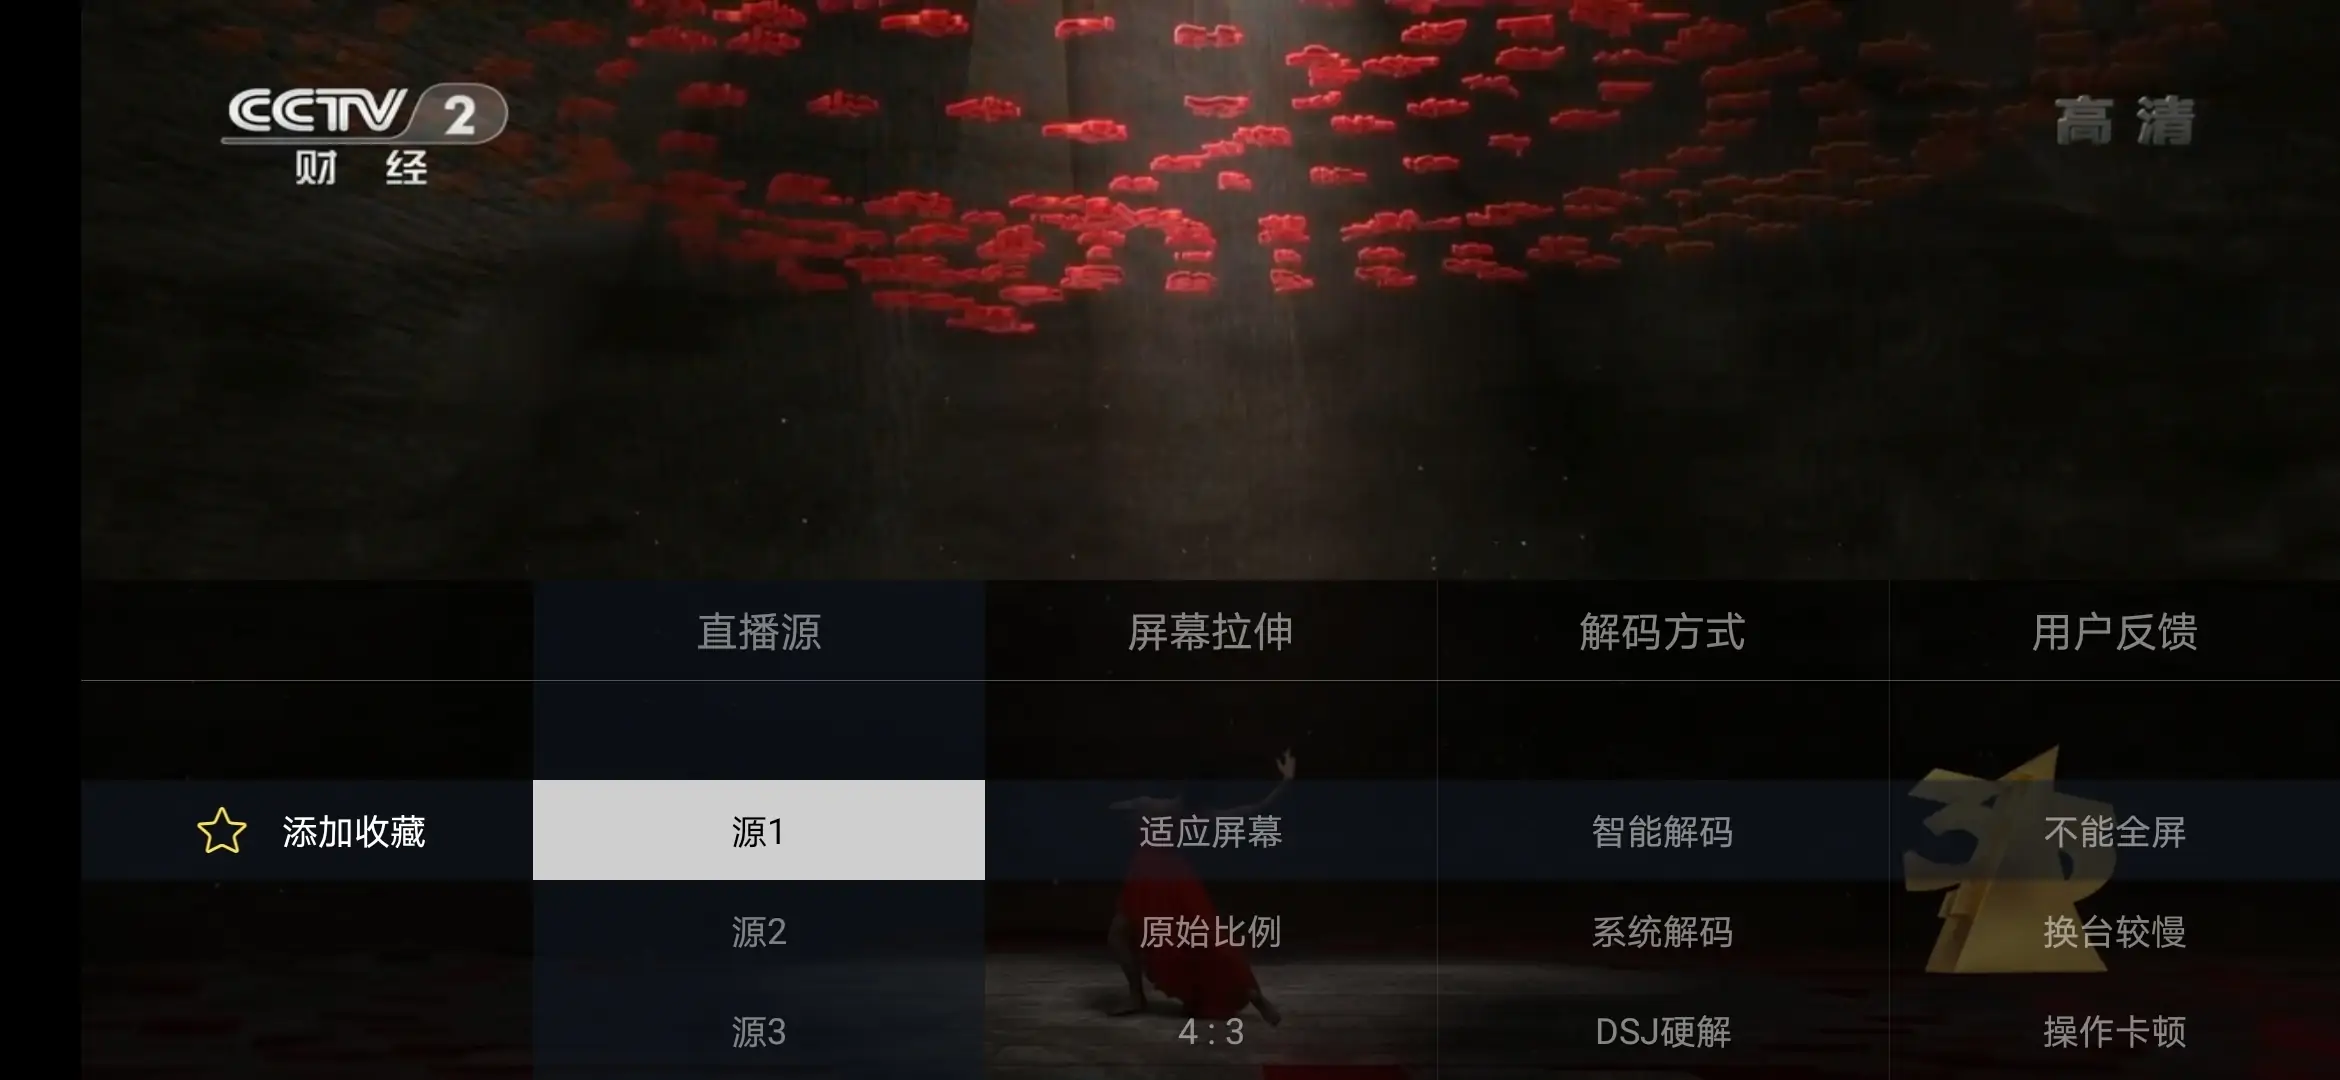 CCTV 2
财 经
高 清
直播源 屏幕拉伸 解码方式 用户反馈
添加收藏 源1 适应屏幕 智能解码 不能全屏
源2 原始比例 系统解码 换台较慢
源3 4 : 3 DSJ硬解 操作卡顿